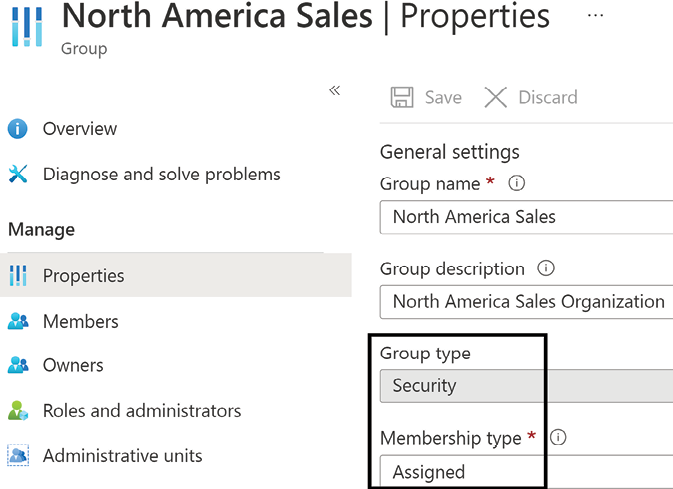 North America Sales | Properties ...
Group
«
Overview
Diagnose and solve problems
Manage
Properties
Members
Owners
Roles and administrators
Administrative units
Save Discard
General settings
Group name *
North America Sales
Group description
North America Sales Organization
Group type
Security
Membership type *
Assigned